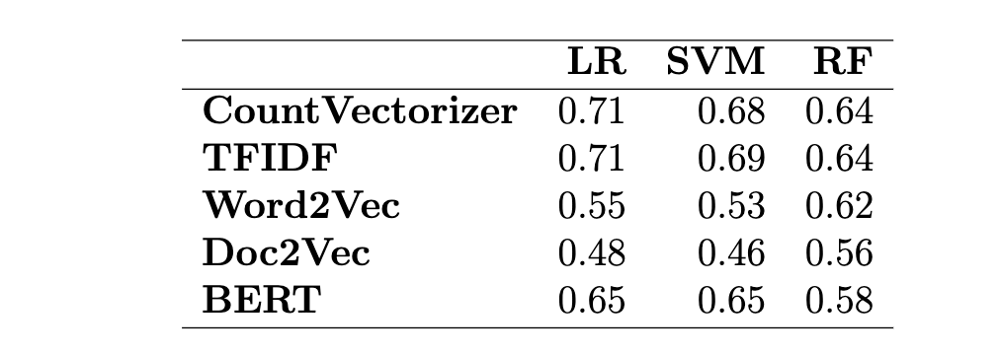 LR SVM RF
CountVectorizer 0.71 0.68 0.64
TFIDF 0.71 0.69 0.64
Word2Vec 0.55 0.53 0.62
Doc2Vec 0.48 0.46 0.56
BERT 0.65 0.65 0.58